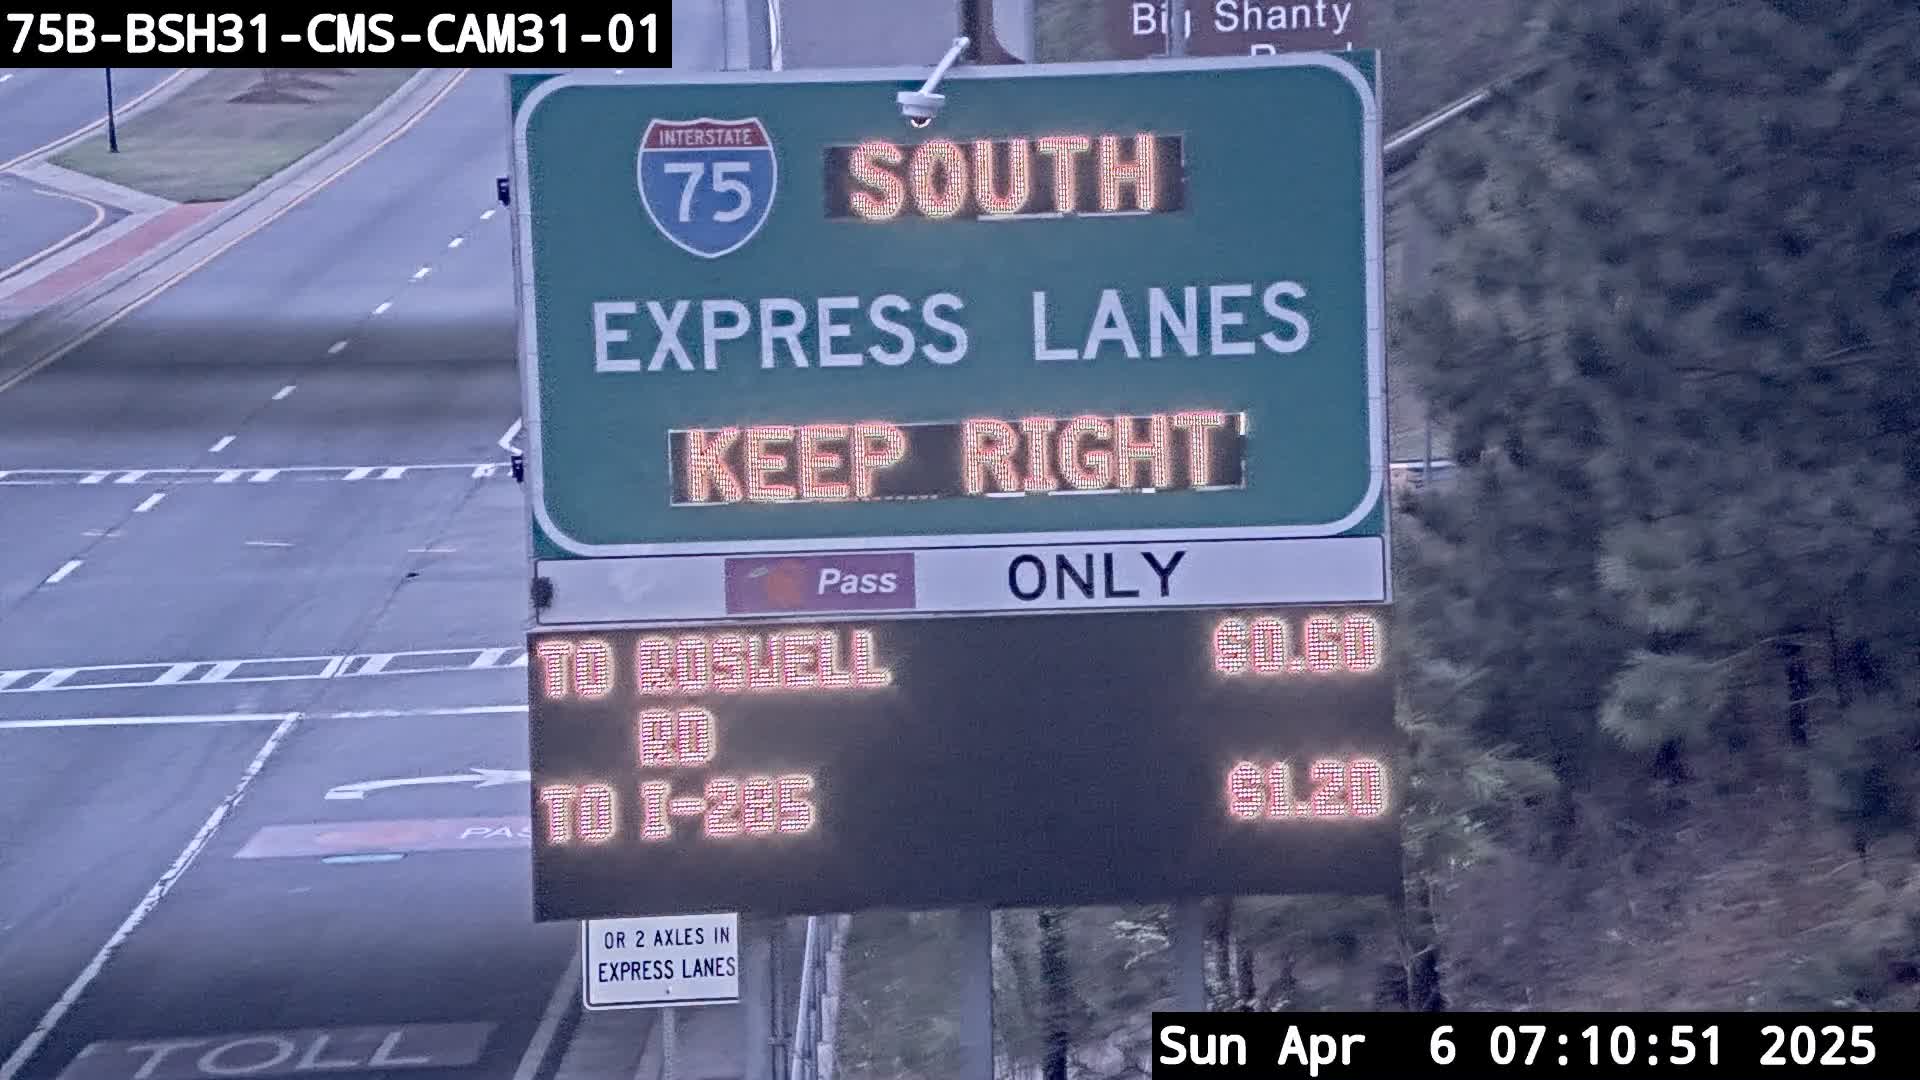 75B-BSH31-CMS-CAM31-01
Big Shanty
INTERSTATE
75
SOUTH
EXPRESS LANES
KEEP RIGHT
Pass ONLY
TO ROSWELL $0.60
RD
TO I-285 $1.20
OR 2 AXLES IN
EXPRESS LANES
TOLL
Sun Apr 6 07:10:51 2025